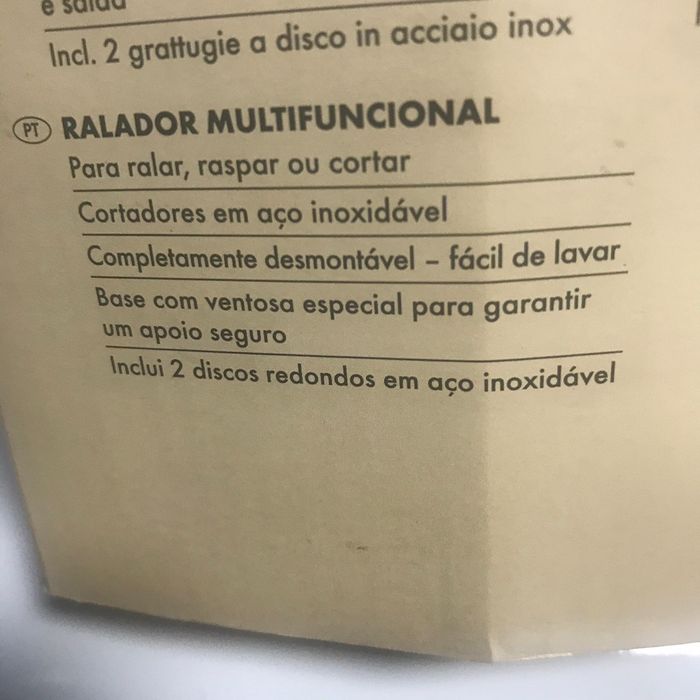 e
Incl. 2 grattugie a disco in acciaio inox
PT RALADOR MULTIFUNCIONAL
Para ralar, raspar ou cortar
Cortadores em aço inoxidável
Completamente desmontável – fácil de lavar
Base com ventosa especial para garantir
um apoio seguro
Inclui 2 discos redondos em aço inoxidável